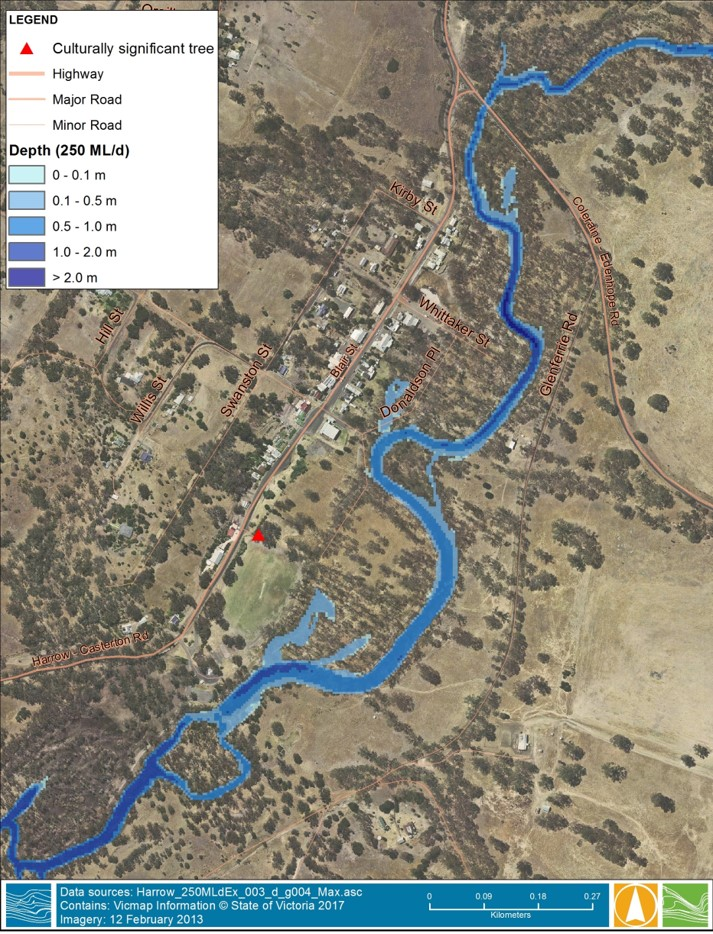 LEGEND
Culturally significant tree
Highway
Major Road
Minor Road
Depth (250 ML/d)
0 - 0.1 m
0.1 - 0.5 m
0.5 - 1.0 m
1.0 - 2.0 m
> 2.0 m
Kirby St
Coleraine - Edenhope Rd
Whittaker St
Hill St
Blair St
Glenferrie Rd
Swanston St
Donaldson Pl
Willis St
Harrow - Casterton Rd
Data sources: Harrow_250MLdEx_003_d_g004_Max.asc
Contains: Vicmap Information © State of Victoria 2017
Imagery: 12 February 2013
0 0.09 0.18 0.27
Kilometers